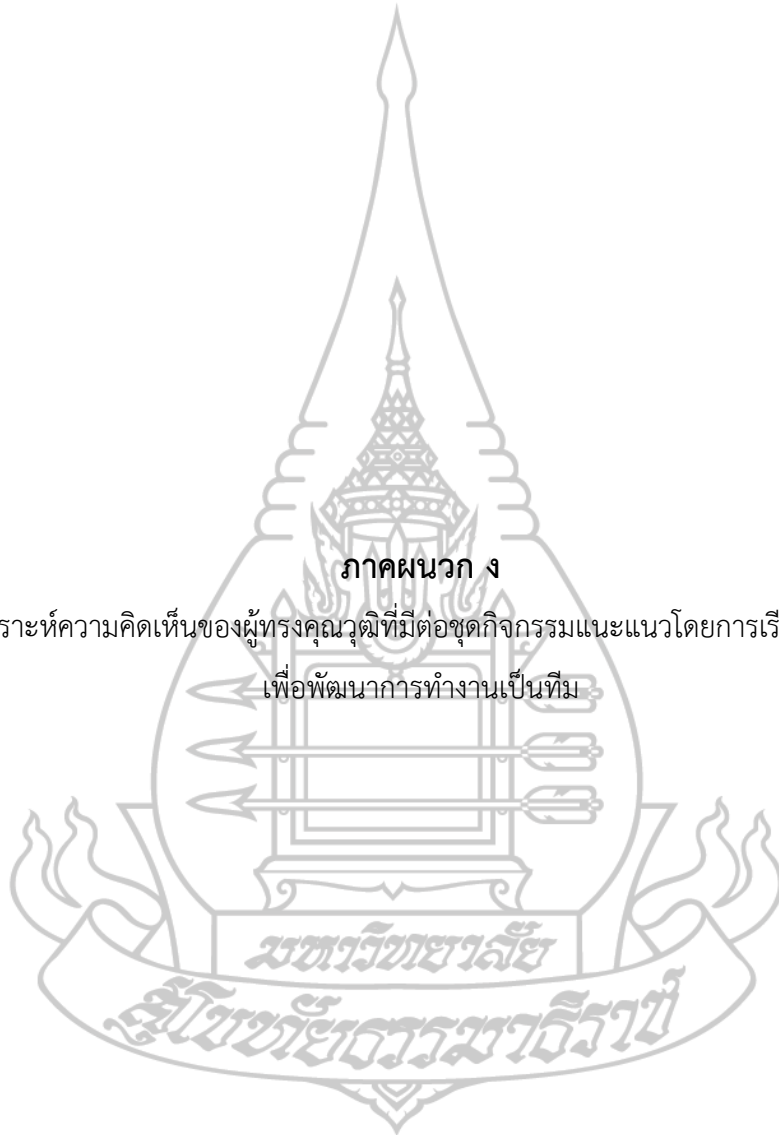 ภาคผนวก ง
ราะห์ความคิดเห็นของผู้ทรงคุณวุฒิที่มีต่อชุดกิจกรรมแนะแนวโดยการเรี
เพื่อพัฒนาการทำงานเป็นทีม
มหาวิทยาลัย
สุโขทัยธรรมาธิราช